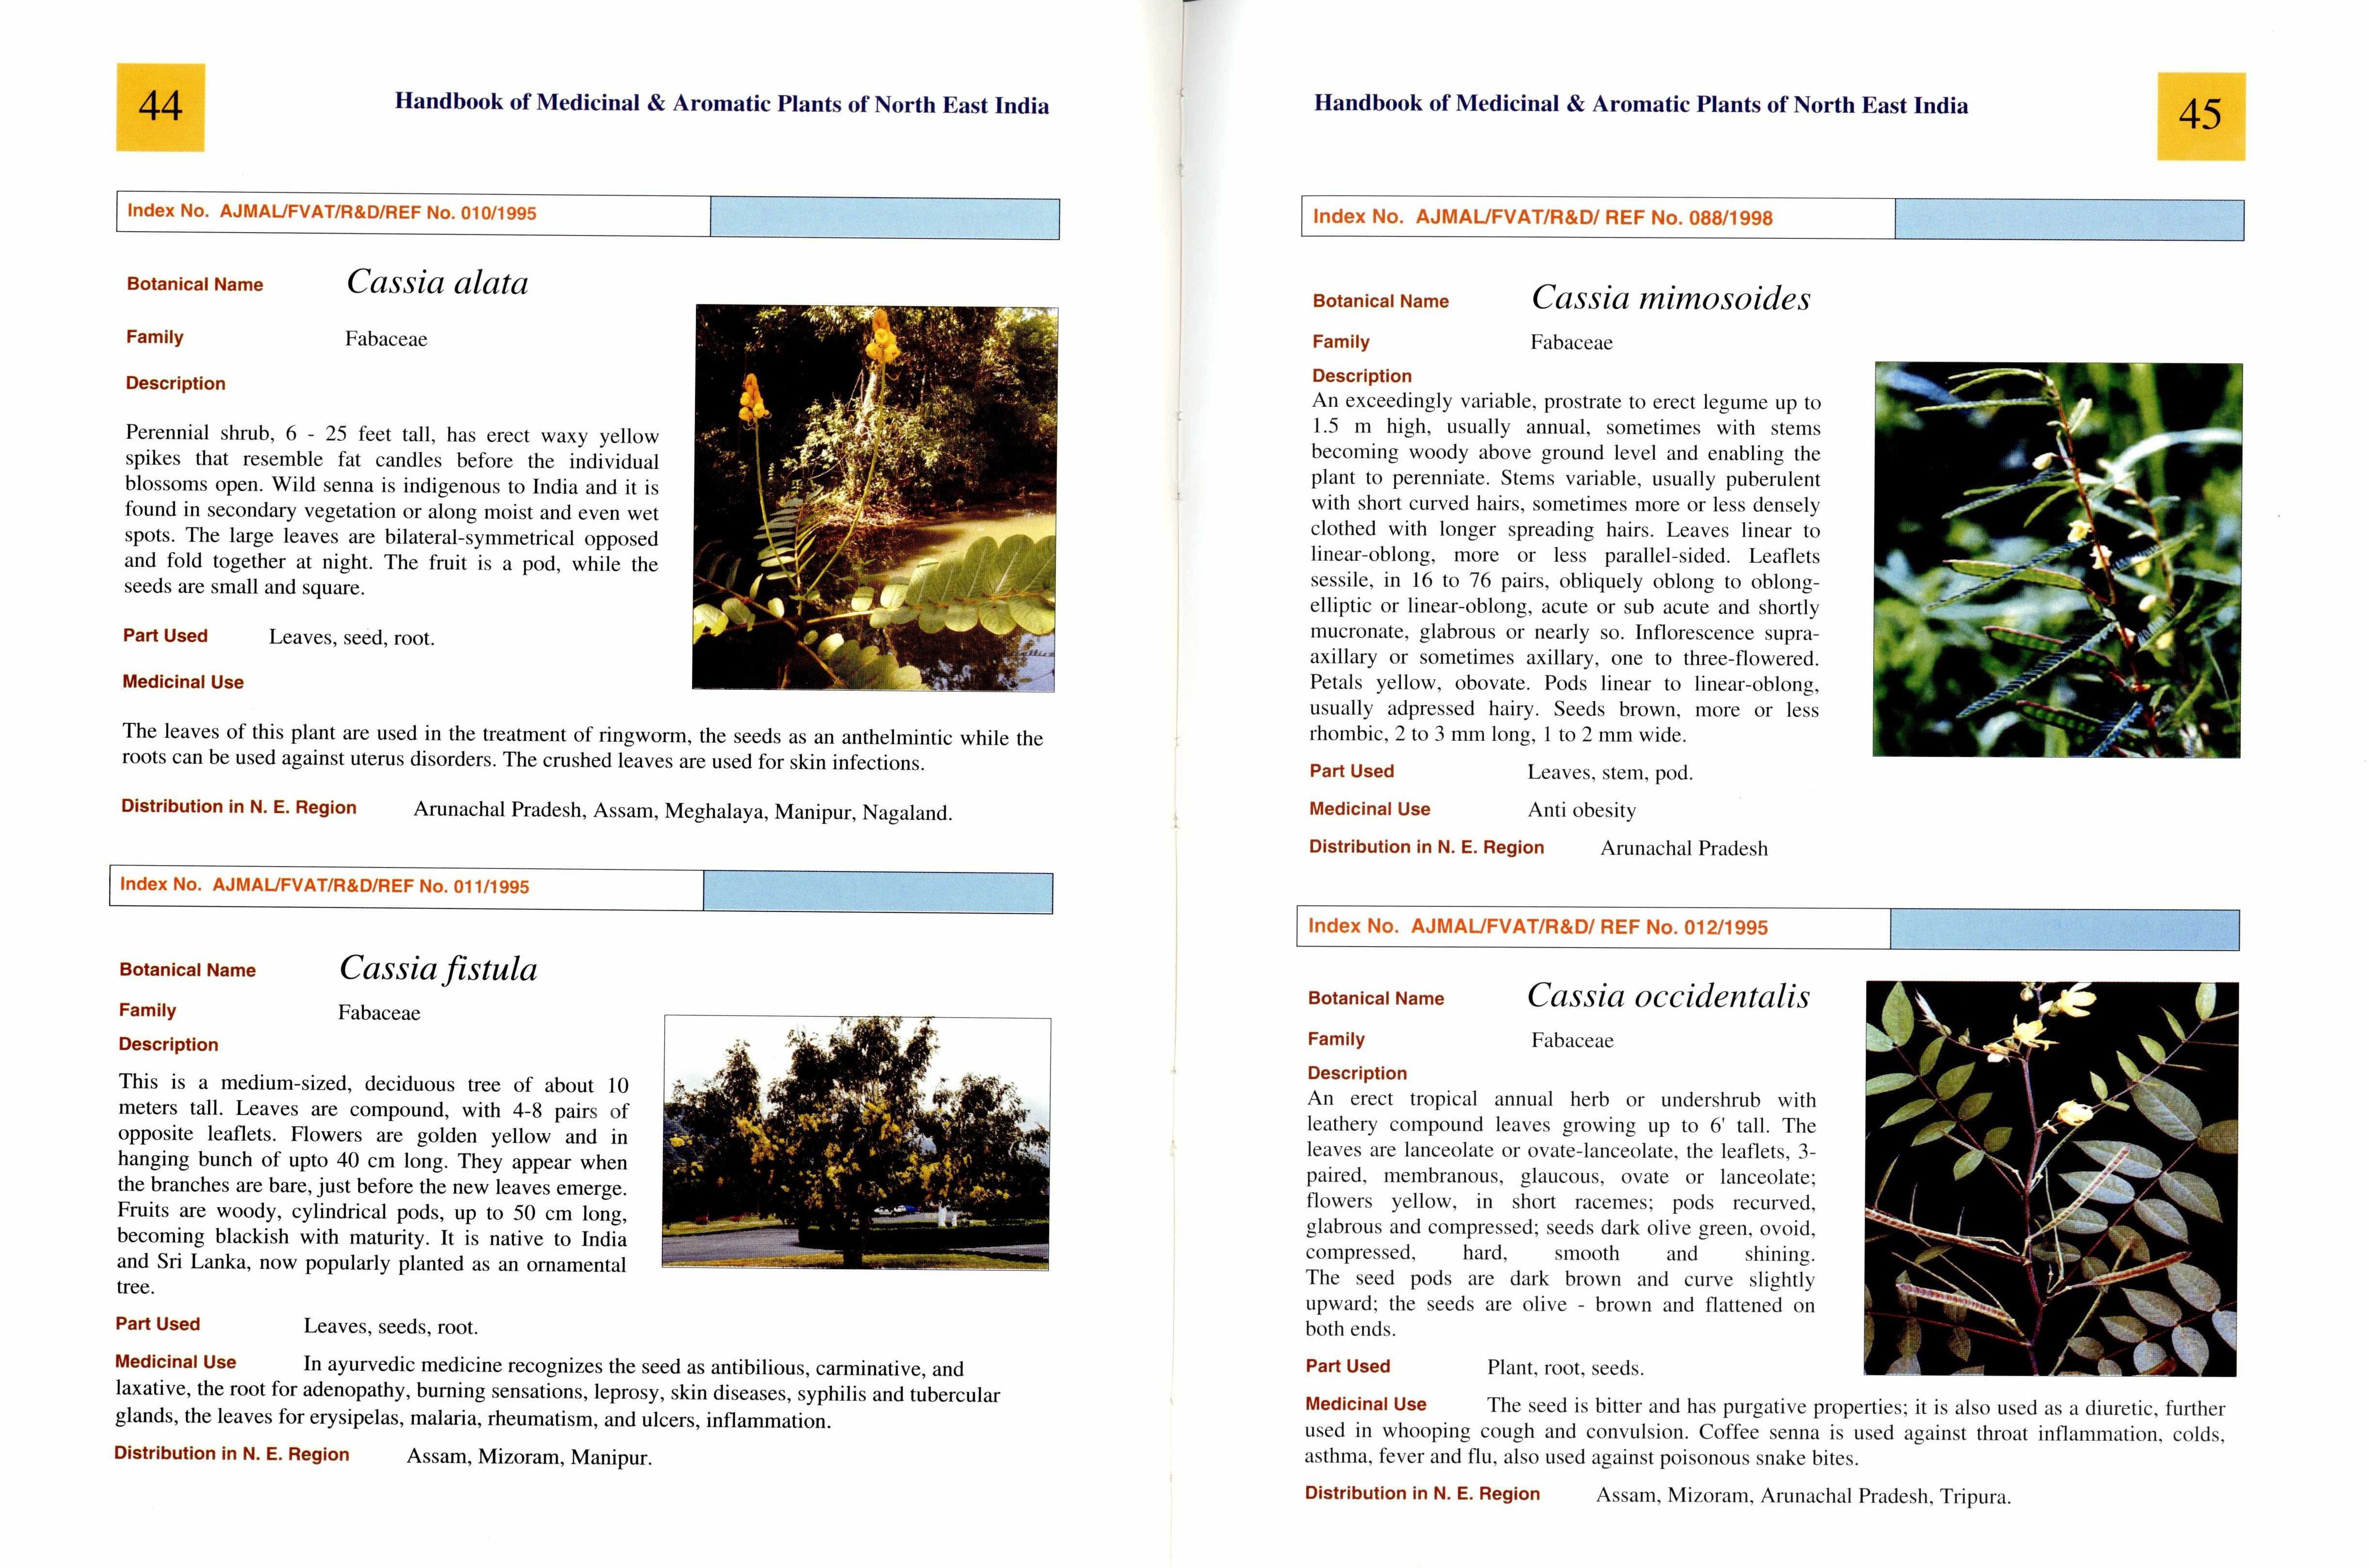 44
Handbook of Medicinal & Aromatic Plants of North East India
Index No. AJMAL/FVAT/R&D/REF No. 010/1995
Botanical Name Cassia alata
Family Fabaceae
Description
Perennial shrub, 6 - 25 feet tall, has erect waxy yellow
spikes that resemble fat candles before the individual
blossoms open. Wild senna is indigenous to India and it is
found in secondary vegetation or along moist and even wet
spots. The large leaves are bilateral-symmetrical opposed
and fold together at night. The fruit is a pod, while the
seeds are small and square.
Part Used Leaves, seed, root.
Medicinal Use
The leaves of this plant are used in the treatment of ringworm, the seeds as an anthelmintic while the
roots can be used against uterus disorders. The crushed leaves are used for skin infections.
Distribution in N. E. Region Arunachal Pradesh, Assam, Meghalaya, Manipur, Nagaland.
Index No. AJMAL/FVAT/R&D/REF No. 011/1995
Botanical Name Cassia fistula
Family Fabaceae
Description
This is a medium-sized, deciduous tree of about 10
meters tall. Leaves are compound, with 4-8 pairs of
opposite leaflets. Flowers are golden yellow and in
hanging bunch of upto 40 cm long. They appear when
the branches are bare, just before the new leaves emerge.
Fruits are woody, cylindrical pods, up to 50 cm long,
becoming blackish with maturity. It is native to India
and Sri Lanka, now popularly planted as an ornamental
tree.
Part Used Leaves, seeds, root.
Medicinal Use In ayurvedic medicine recognizes the seed as antibilious, carminative, and
laxative, the root for adenopathy, burning sensations, leprosy, skin diseases, syphilis and tubercular
glands, the leaves for erysipelas, malaria, rheumatism, and ulcers, inflammation.
Distribution in N. E. Region Assam, Mizoram, Manipur.
Handbook of Medicinal & Aromatic Plants of North East India
45
Index No. AJMAL/FVAT/R&D/ REF No. 088/1998
Botanical Name Cassia mimosoides
Family Fabaceae
Description
An exceedingly variable, prostrate to erect legume up to
1.5 m high, usually annual, sometimes with stems
becoming woody above ground level and enabling the
plant to perenniate. Stems variable, usually puberulent
with short curved hairs, sometimes more or less densely
clothed with longer spreading hairs. Leaves linear to
linear-oblong, more or less parallel-sided. Leaflets
sessile, in 16 to 76 pairs, obliquely oblong to oblong-
elliptic or linear-oblong, acute or sub acute and shortly
mucronate, glabrous or nearly so. Inflorescence supra-
axillary or sometimes axillary, one to three-flowered.
Petals yellow, obovate. Pods linear to linear-oblong,
usually adpressed hairy. Seeds brown, more or less
rhombic, 2 to 3 mm long, 1 to 2 mm wide.
Part Used Leaves, stem, pod.
Medicinal Use Anti obesity
Distribution in N. E. Region Arunachal Pradesh
Index No. AJMAL/FVAT/R&D/ REF No. 012/1995
Botanical Name Cassia occidentalis
Family Fabaceae
Description
An erect tropical annual herb or undershrub with
leathery compound leaves growing up to 6' tall. The
leaves are lanceolate or ovate-lanceolate, the leaflets, 3-
paired, membranous, glaucous, ovate or lanceolate;
flowers yellow, in short racemes; pods recurved,
glabrous and compressed; seeds dark olive green, ovoid,
compressed, hard, smooth and shining.
The seed pods are dark brown and curve slightly
upward; the seeds are olive - brown and flattened on
both ends.
Part Used Plant, root, seeds.
Medicinal Use The seed is bitter and has purgative properties; it is also used as a diuretic, further
used in whooping cough and convulsion. Coffee senna is used against throat inflammation, colds,
asthma, fever and flu, also used against poisonous snake bites.
Distribution in N. E. Region Assam, Mizoram, Arunachal Pradesh, Tripura.